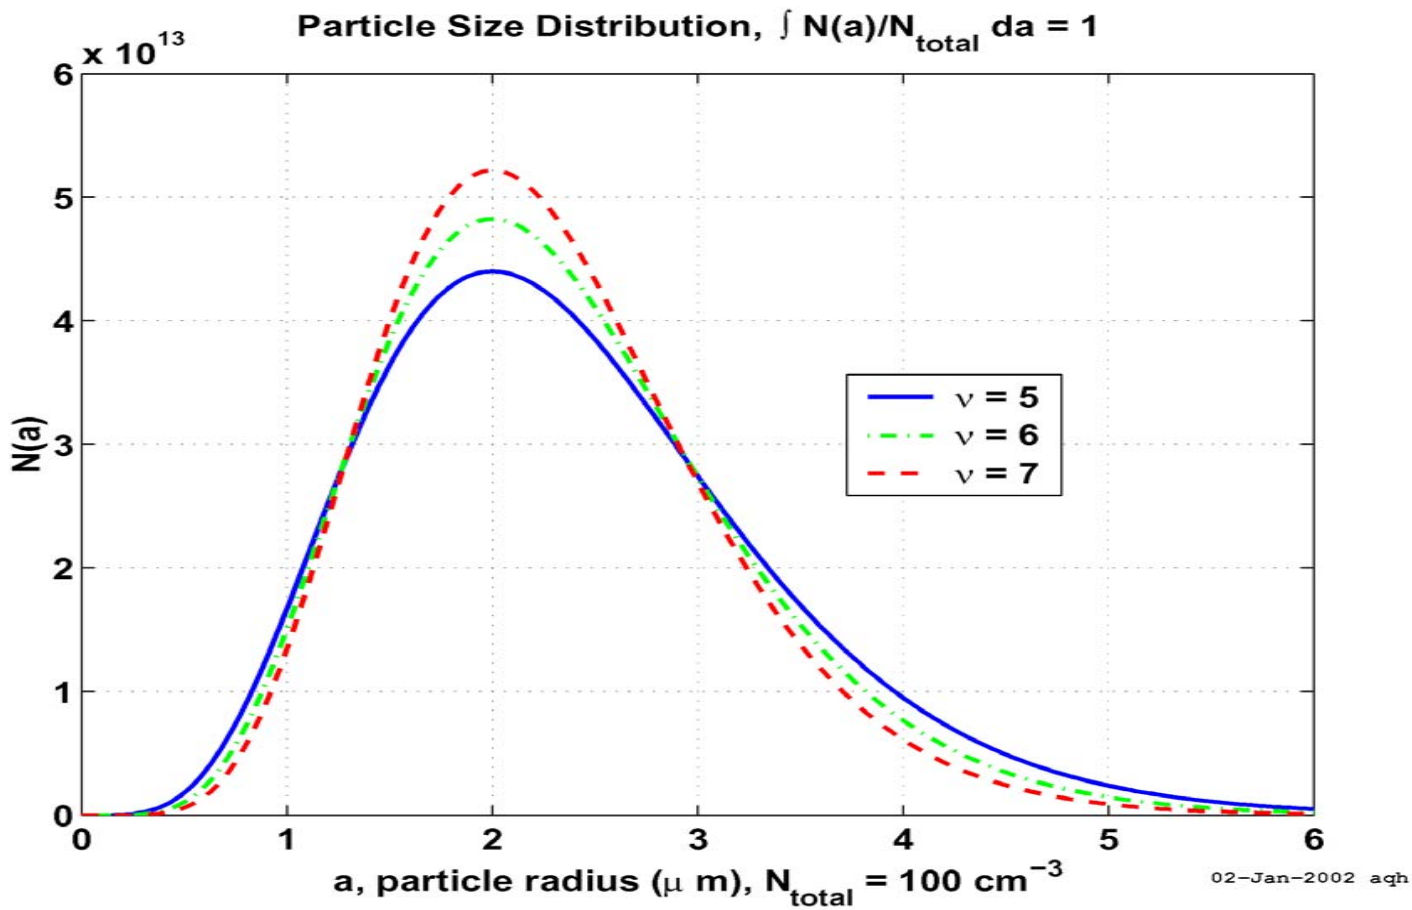 Particle Size Distribution, ∫ N(a)/N_total da = 1
x 10^13
6
5
4
3
2
1
0
N(a)
ν = 5
ν = 6
ν = 7
0 1 2 3 4 5 6
a, particle radius (μ m), N_total = 100 cm^−3
02-Jan-2002 aqh